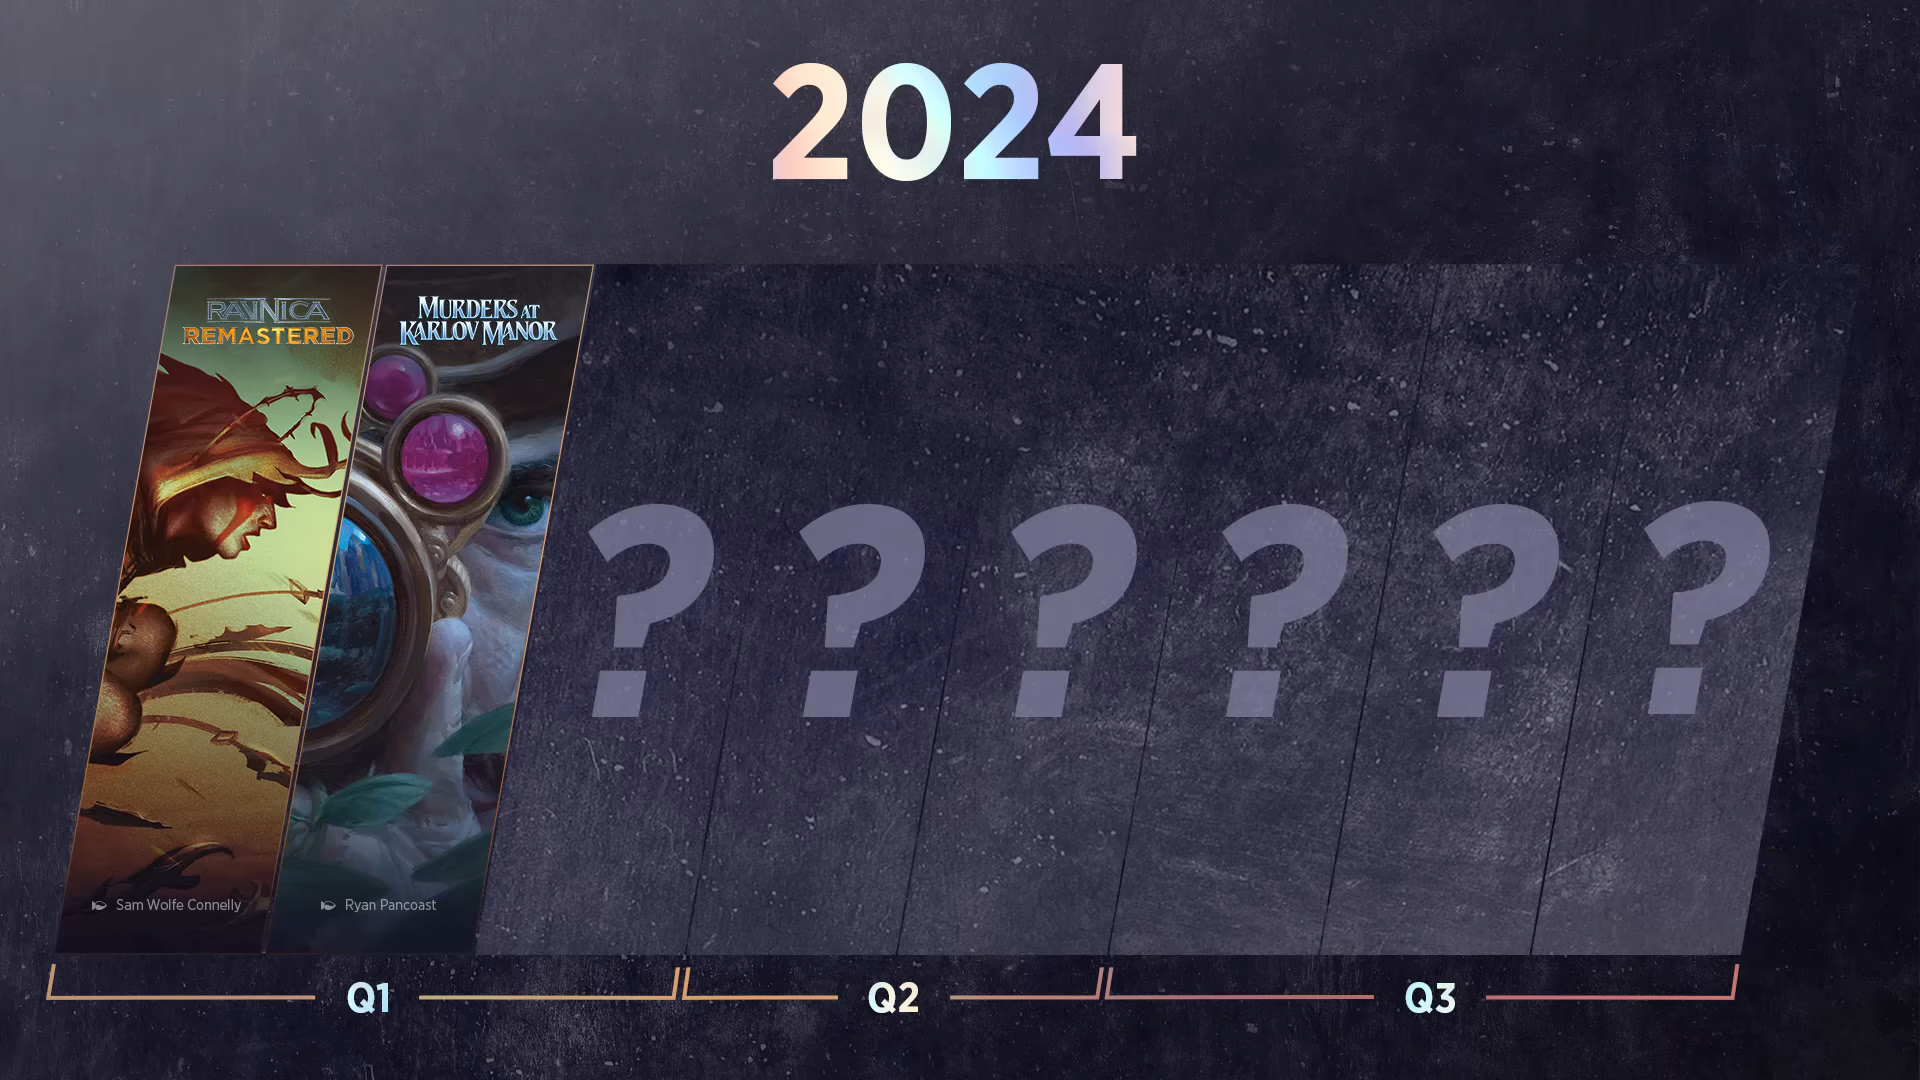 2024
RAVNICA
REMASTERED
MURDERS AT
KARLOV MANOR
? ? ? ? ? ?
Sam Wolfe Connelly
Ryan Pancoast
Q1
Q2
Q3